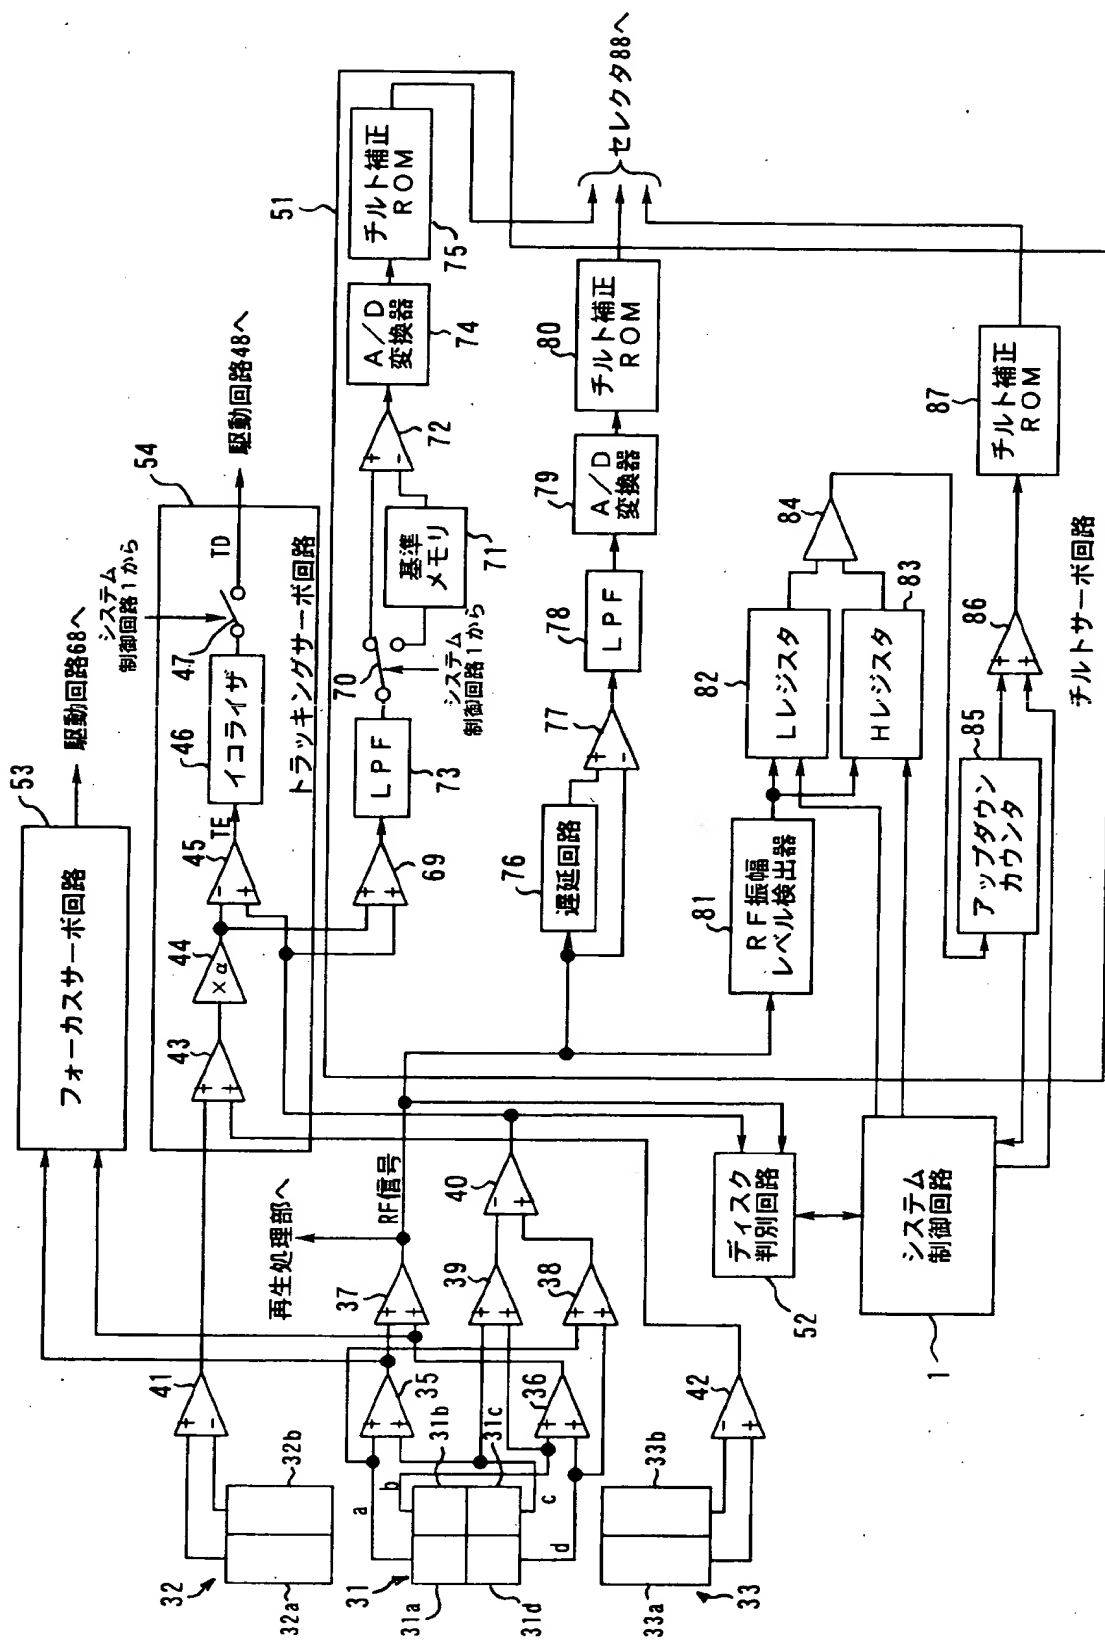 53
フォーカスサーボ回路
駆動回路68へ
システム
制御回路1から
54
43
44
×α
45
TE
46
イコライザ
47
TD
駆動回路48へ
トラッキングサーボ回路
51
69
73
LPF
70
システム
制御回路1から
基準
メモリ
71
72
A/D
変換器
74
チルト補正
ROM
75
76
遅延回路
77
78
LPF
79
A/D
変換器
80
チルト補正
ROM
セレクタ88へ
81
RF振幅
レベル検出器
82
Lレジスタ
Hレジスタ
83
84
85
アップダウン
カウンタ
86
87
チルト補正
ROM
チルトサーボ回路
再生処理部へ
RF信号
32
32a
32b
41
31
31a
31b
31c
31d
a
b
c
d
35
36
37
38
39
40
33
33a
33b
42
52
ディスク
判別回路
1
システム
制御回路